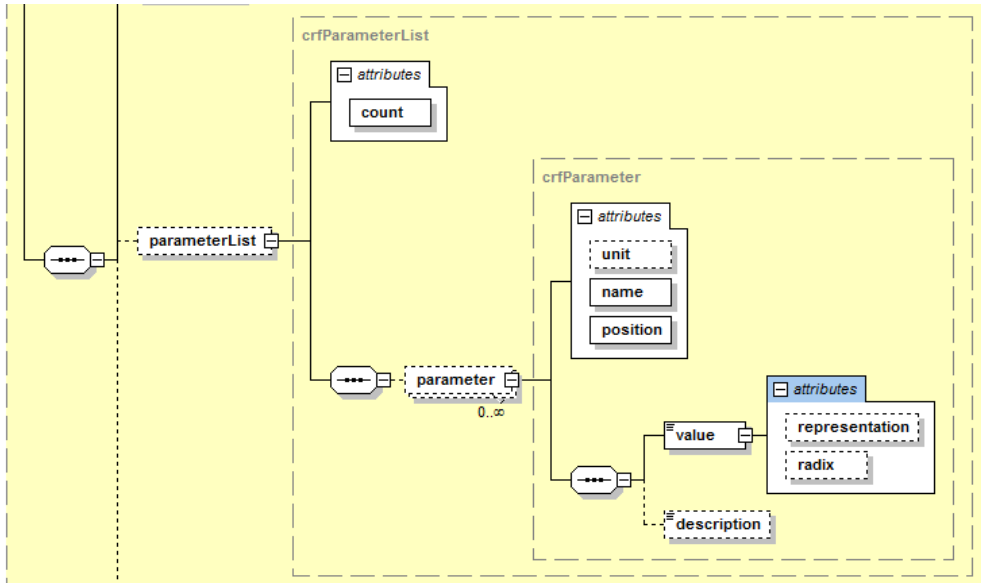 crfParameterList
attributes
count
crfParameter
attributes
unit
name
position
parameterList
parameter
0..∞
attributes
representation
radix
value
description